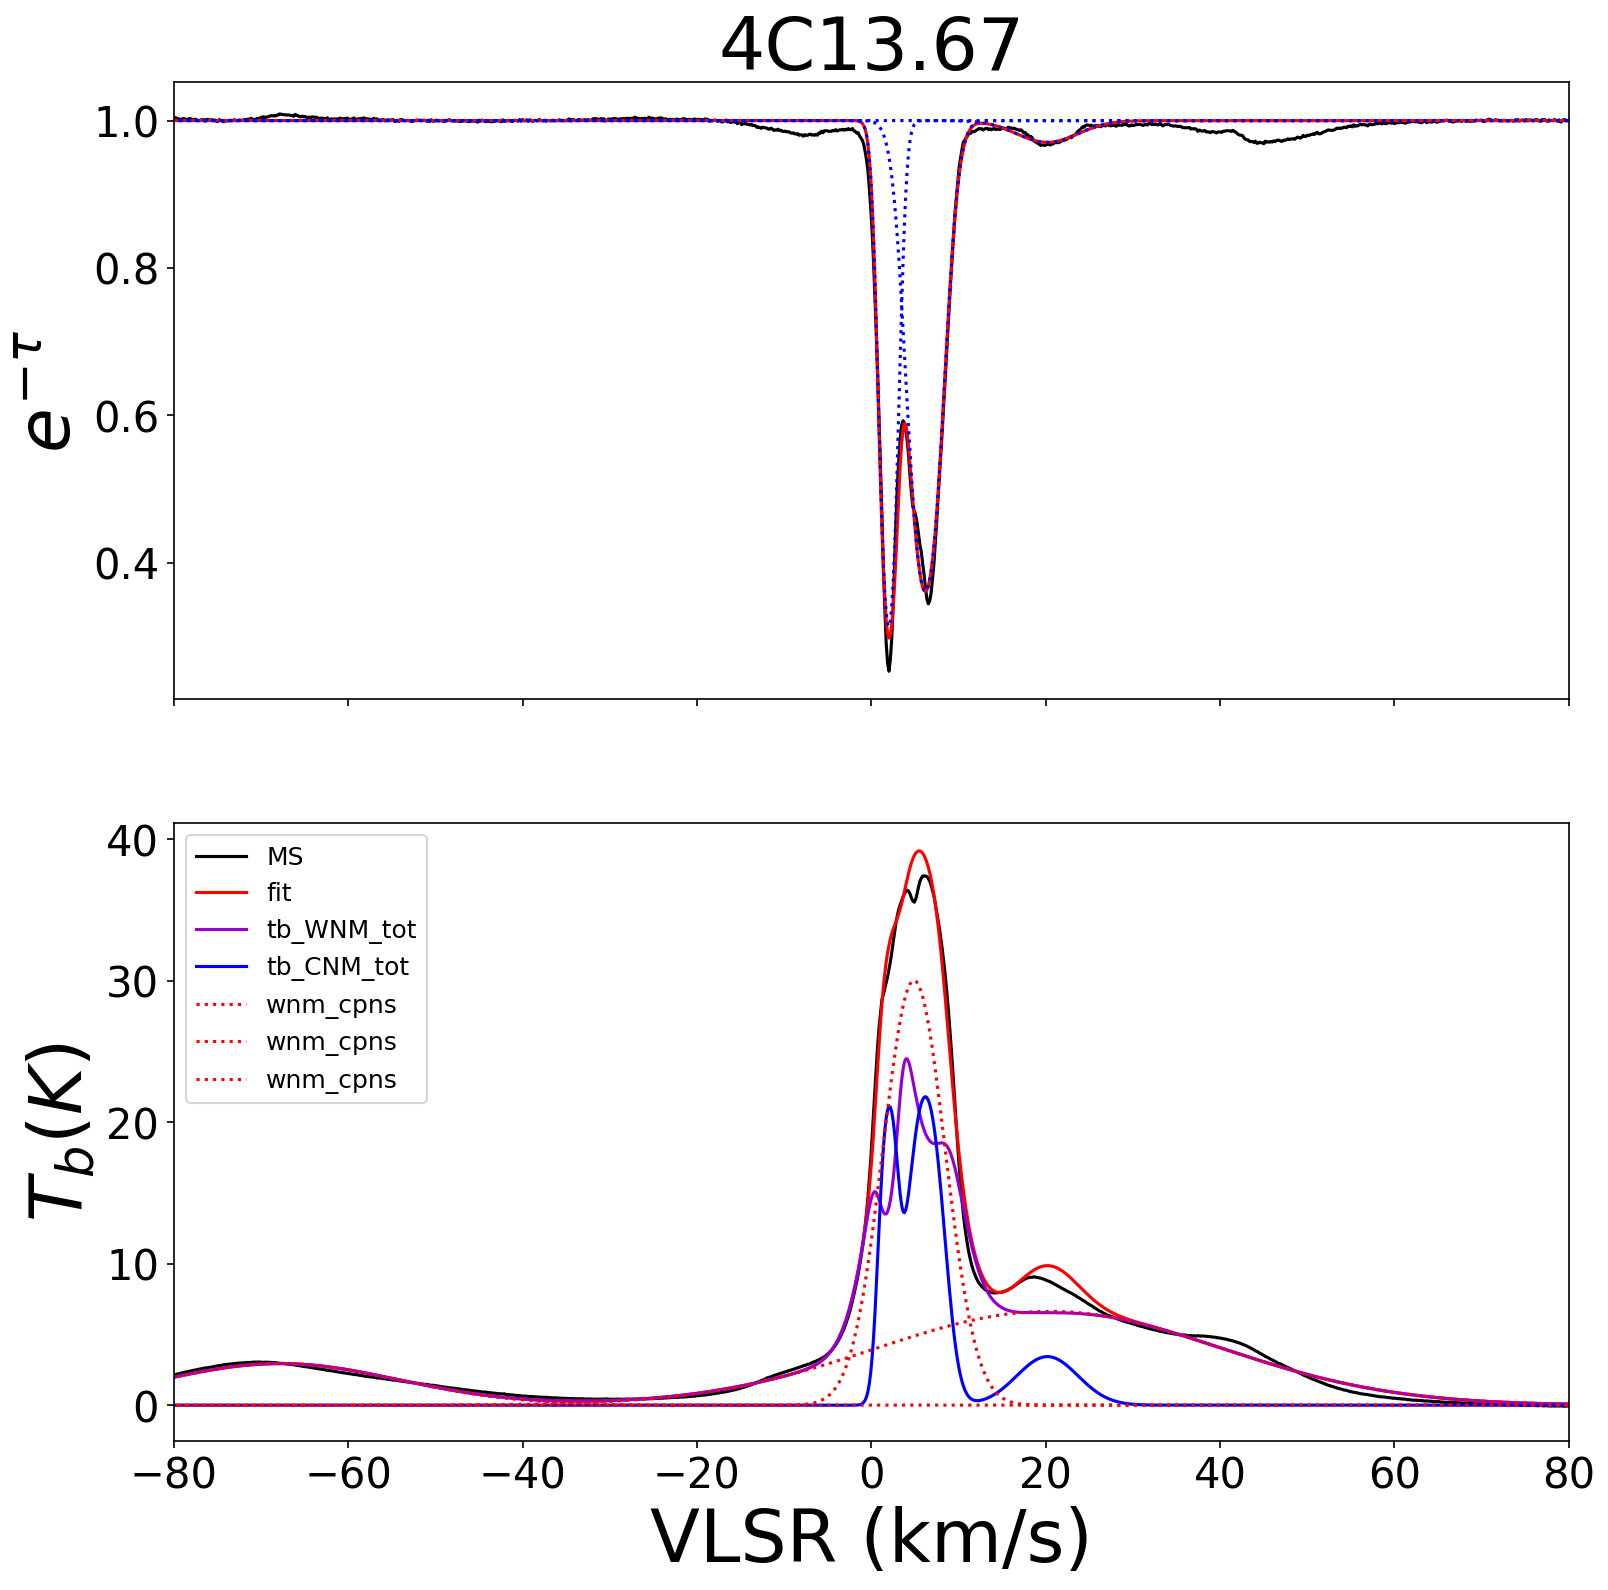 4C13.67
1.0
0.8
0.6
0.4
e^{−τ}
40
30
20
10
0
T_b(K)
MS
fit
tb_WNM_tot
tb_CNM_tot
wnm_cpns
wnm_cpns
wnm_cpns
−80 −60 −40 −20 0 20 40 60 80
VLSR (km/s)